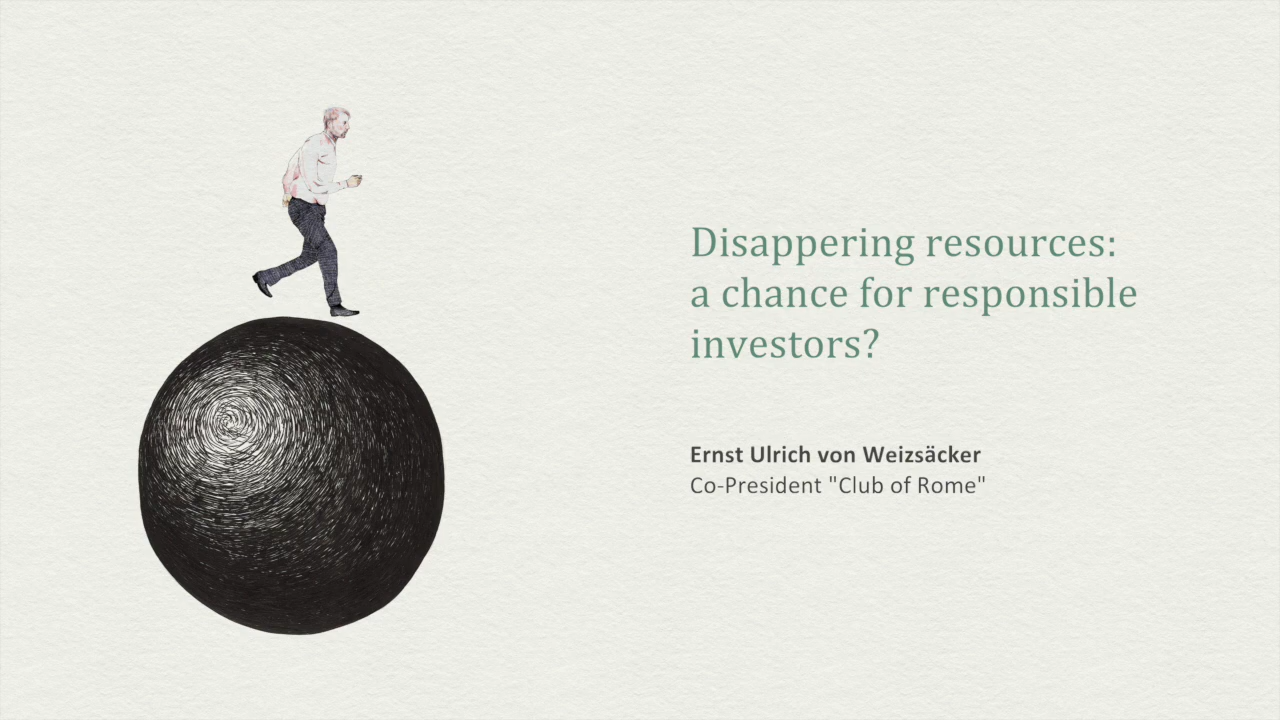 Disappering resources:
a chance for responsible
investors?
Ernst Ulrich von Weizsäcker
Co-President "Club of Rome"